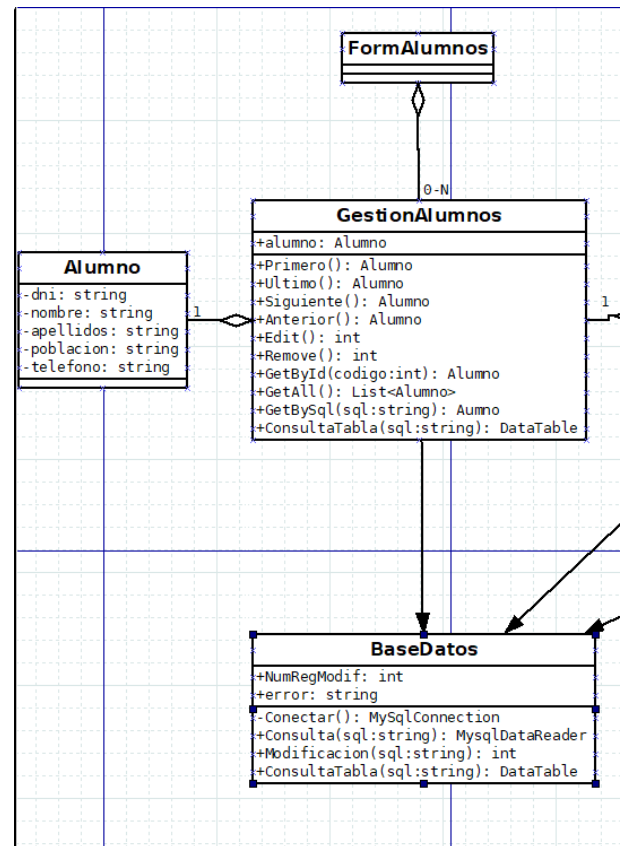 FormAlumnos
0-N
GestionAlumnos
+alumno: Alumno
+Primero(): Alumno
+Ultimo(): Alumno
+Siguiente(): Alumno
+Anterior(): Alumno
+Edit(): int
+Remove(): int
+GetById(codigo:int): Alumno
+GetAll(): List<Alumno>
+GetBySql(sql:string): Aumno
+ConsultaTabla(sql:string): DataTable
Alumno
-dni: string
-nombre: string
-apellidos: string
-poblacion: string
-telefono: string
1
1
BaseDatos
+NumRegModif: int
+error: string
-Conectar(): MySqlConnection
+Consulta(sql:string): MysqlDataReader
+Modificacion(sql:string): int
+ConsultaTabla(sql:string): DataTable